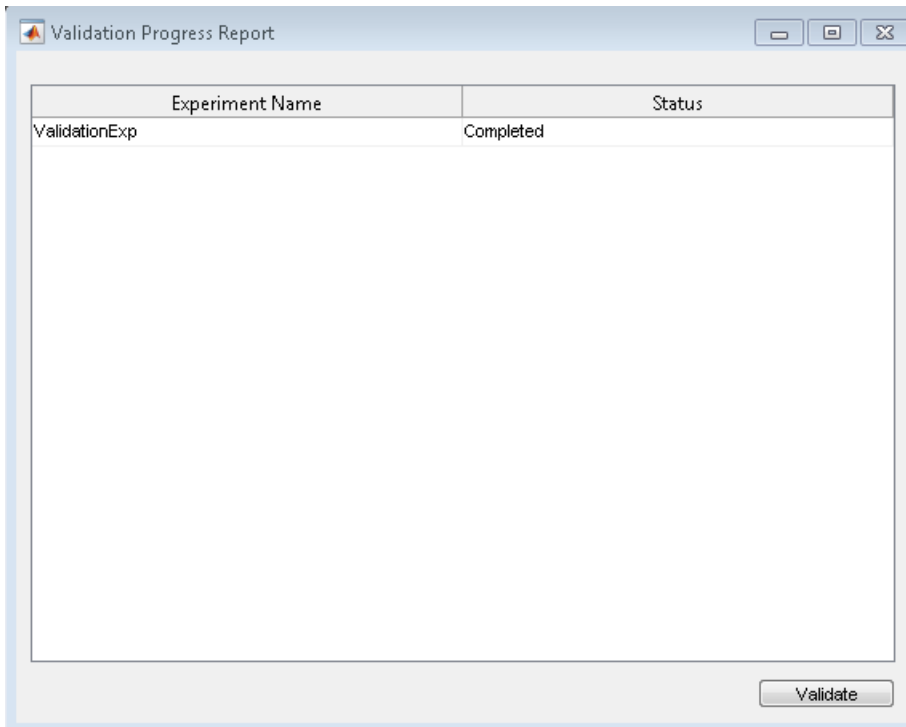 Validation Progress Report
Experiment Name Status
ValidationExp Completed
Validate